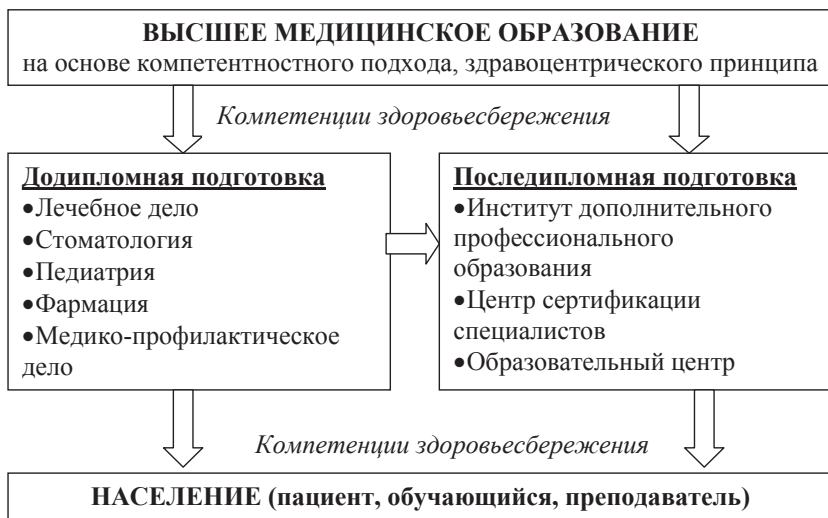 ВЫСШЕЕ МЕДИЦИНСКОЕ ОБРАЗОВАНИЕ
на основе компетентностного подхода, здравоцентрического принципа
Компетенции здоровьесбережения
Додипломная подготовка
•Лечебное дело
•Стоматология
•Педиатрия
•Фармация
•Медико-профилактическое
дело
Последипломная подготовка
•Институт дополнительного
профессионального
образования
•Центр сертификации
специалистов
•Образовательный центр
Компетенции здоровьесбережения
НАСЕЛЕНИЕ (пациент, обучающийся, преподаватель)